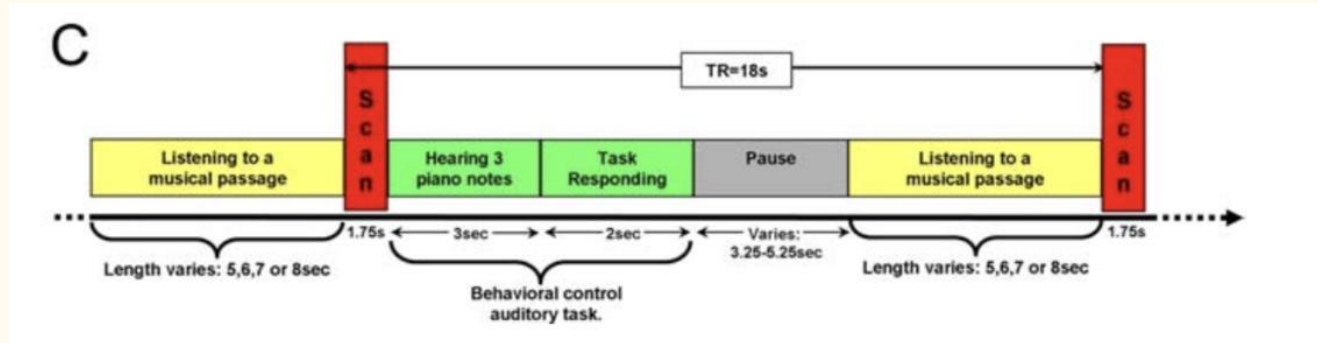 C
TR=18s
Listening to a
musical passage
Scan
Hearing 3
piano notes
Task
Responding
Pause
Listening to a
musical passage
Scan
1.75s
3sec
2sec
Varies:
3.25-5.25sec
1.75s
Length varies: 5,6,7 or 8sec
Length varies: 5,6,7 or 8sec
Behavioral control
auditory task.